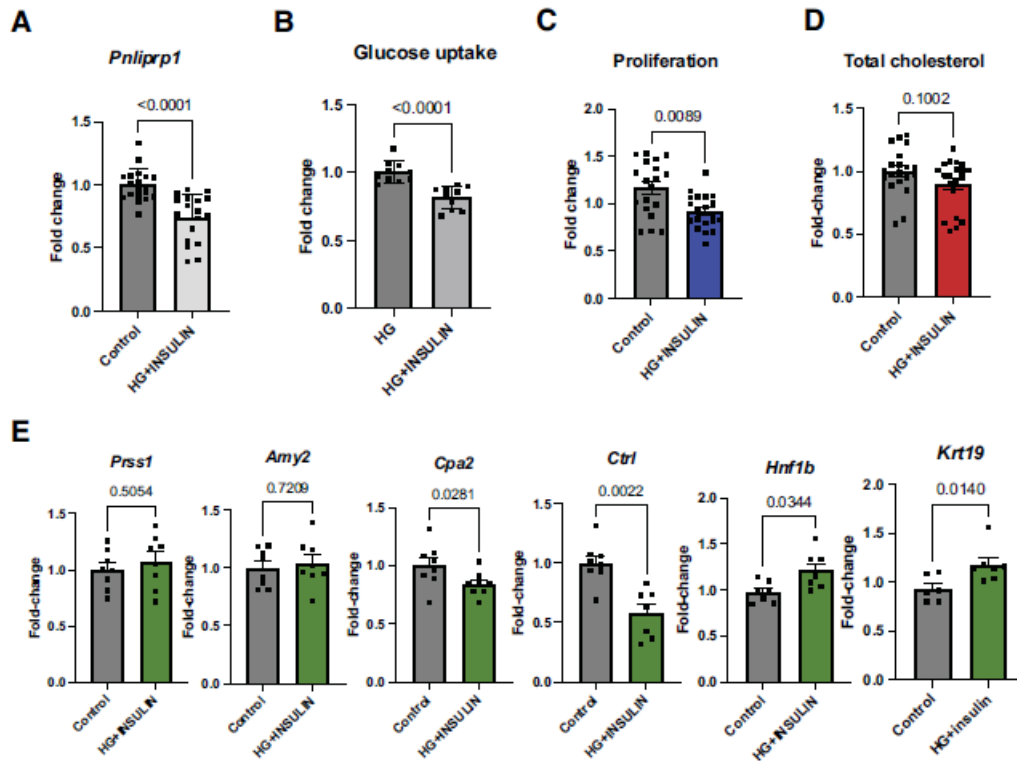 A
Pnliprp1
<0.0001
Fold change
1.5
1.0
0.5
0.0
Control
HG+INSULIN
B
Glucose uptake
<0.0001
Fold change
1.5
1.0
0.5
0.0
HG
HG+INSULIN
C
Proliferation
0.0089
Fold change
2.0
1.5
1.0
0.5
0.0
Control
HG+INSULIN
D
Total cholesterol
0.1002
Fold-change
1.5
1.0
0.5
0.0
Control
HG+INSULIN
E
Prss1
0.5054
Fold-change
1.5
1.0
0.5
0.0
Control
HG+INSULIN
Amy2
0.7209
Fold-change
1.5
1.0
0.5
0.0
Control
HG+INSULIN
Cpa2
0.0281
Fold-change
1.5
1.0
0.5
0.0
Control
HG+INSULIN
Ctrl
0.0022
Fold-change
1.5
1.0
0.5
0.0
Control
HG+INSULIN
Hnf1b
0.0344
Fold-change
2.0
1.5
1.0
0.5
0.0
Control
HG+INSULIN
Krt19
0.0140
Fold-change
2.0
1.5
1.0
0.5
0.0
Control
HG+insulin